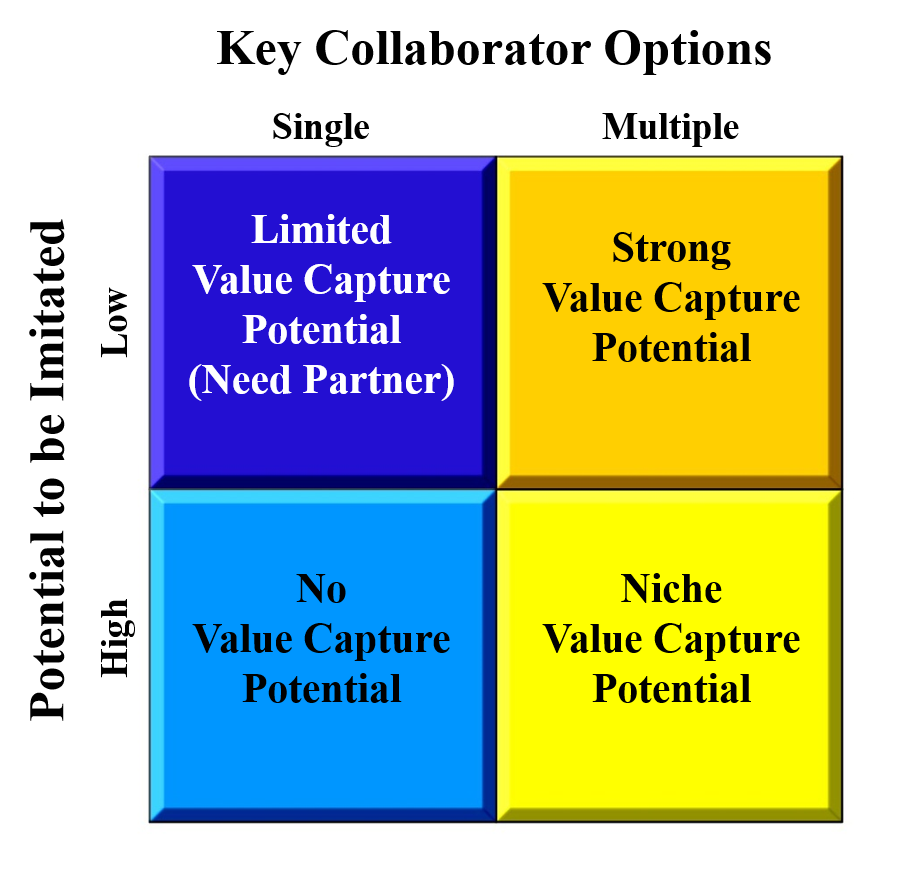 Key Collaborator Options
Single
Multiple
Potential to be Imitated
Low
Limited
Value Capture
Potential
(Need Partner)
Strong
Value Capture
Potential
High
No
Value Capture
Potential
Niche
Value Capture
Potential